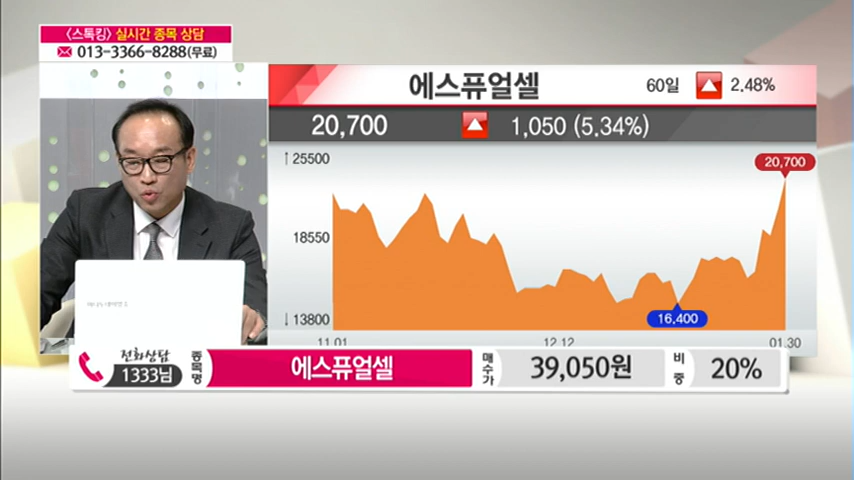 〈스톡킹〉 실시간 종목 상담
013-3366-8288(무료)
에스퓨얼셀 60일 2.48%
20,700 1,050 (5.34%)
25500
20,700
18550
16,400
13800
11.01 12.12 01.30
전화상담
1333님
종목명
에스퓨얼셀
매수가
39,050원
비중
20%